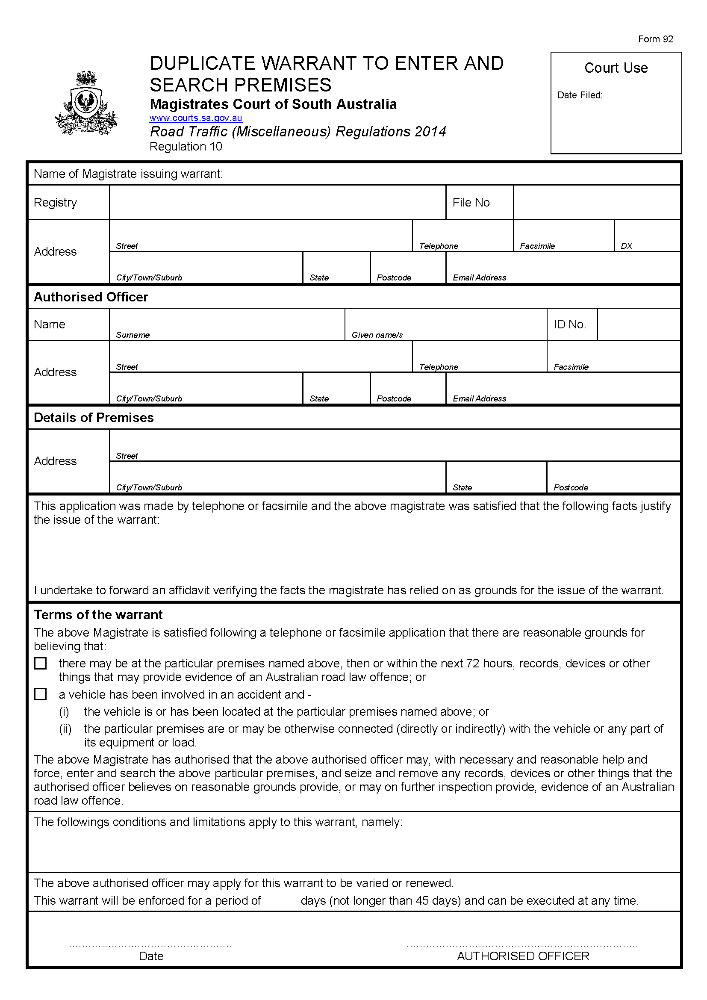 Form 92
DUPLICATE WARRANT TO ENTER AND
SEARCH PREMISES
Magistrates Court of South Australia
www.courts.sa.gov.au
Road Traffic (Miscellaneous) Regulations 2014
Regulation 10
Court Use
Date Filed:
SOUTH AUSTRALIA
Name of Magistrate issuing warrant:
Registry
File No
Address
Street
Telephone
Facsimile
DX
City/Town/Suburb
State
Postcode
Email Address
Authorised Officer
Name
Surname
Given name/s
ID No.
Address
Street
Telephone
Facsimile
City/Town/Suburb
State
Postcode
Email Address
Details of Premises
Address
Street
City/Town/Suburb
State
Postcode
This application was made by telephone or facsimile and the above magistrate was satisfied that the following facts justify
the issue of the warrant:
I undertake to forward an affidavit verifying the facts the magistrate has relied on as grounds for the issue of the warrant.
Terms of the warrant
The above Magistrate is satisfied following a telephone or facsimile application that there are reasonable grounds for
believing that:
there may be at the particular premises named above, then or within the next 72 hours, records, devices or other
things that may provide evidence of an Australian road law offence; or
a vehicle has been involved in an accident and -
(i) the vehicle is or has been located at the particular premises named above; or
(ii) the particular premises are or may be otherwise connected (directly or indirectly) with the vehicle or any part of
its equipment or load.
The above Magistrate has authorised that the above authorised officer may, with necessary and reasonable help and
force, enter and search the above particular premises, and seize and remove any records, devices or other things that the
authorised officer believes on reasonable grounds provide, or may on further inspection provide, evidence of an Australian
road law offence.
The followings conditions and limitations apply to this warrant, namely:
The above authorised officer may apply for this warrant to be varied or renewed.
This warrant will be enforced for a period of days (not longer than 45 days) and can be executed at any time.
Date
AUTHORISED OFFICER